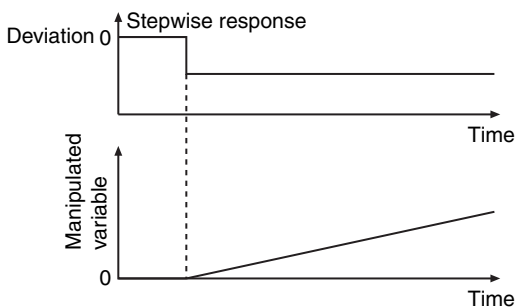 Stepwise response
Deviation 0
Time
Manipulated
variable
0
Time